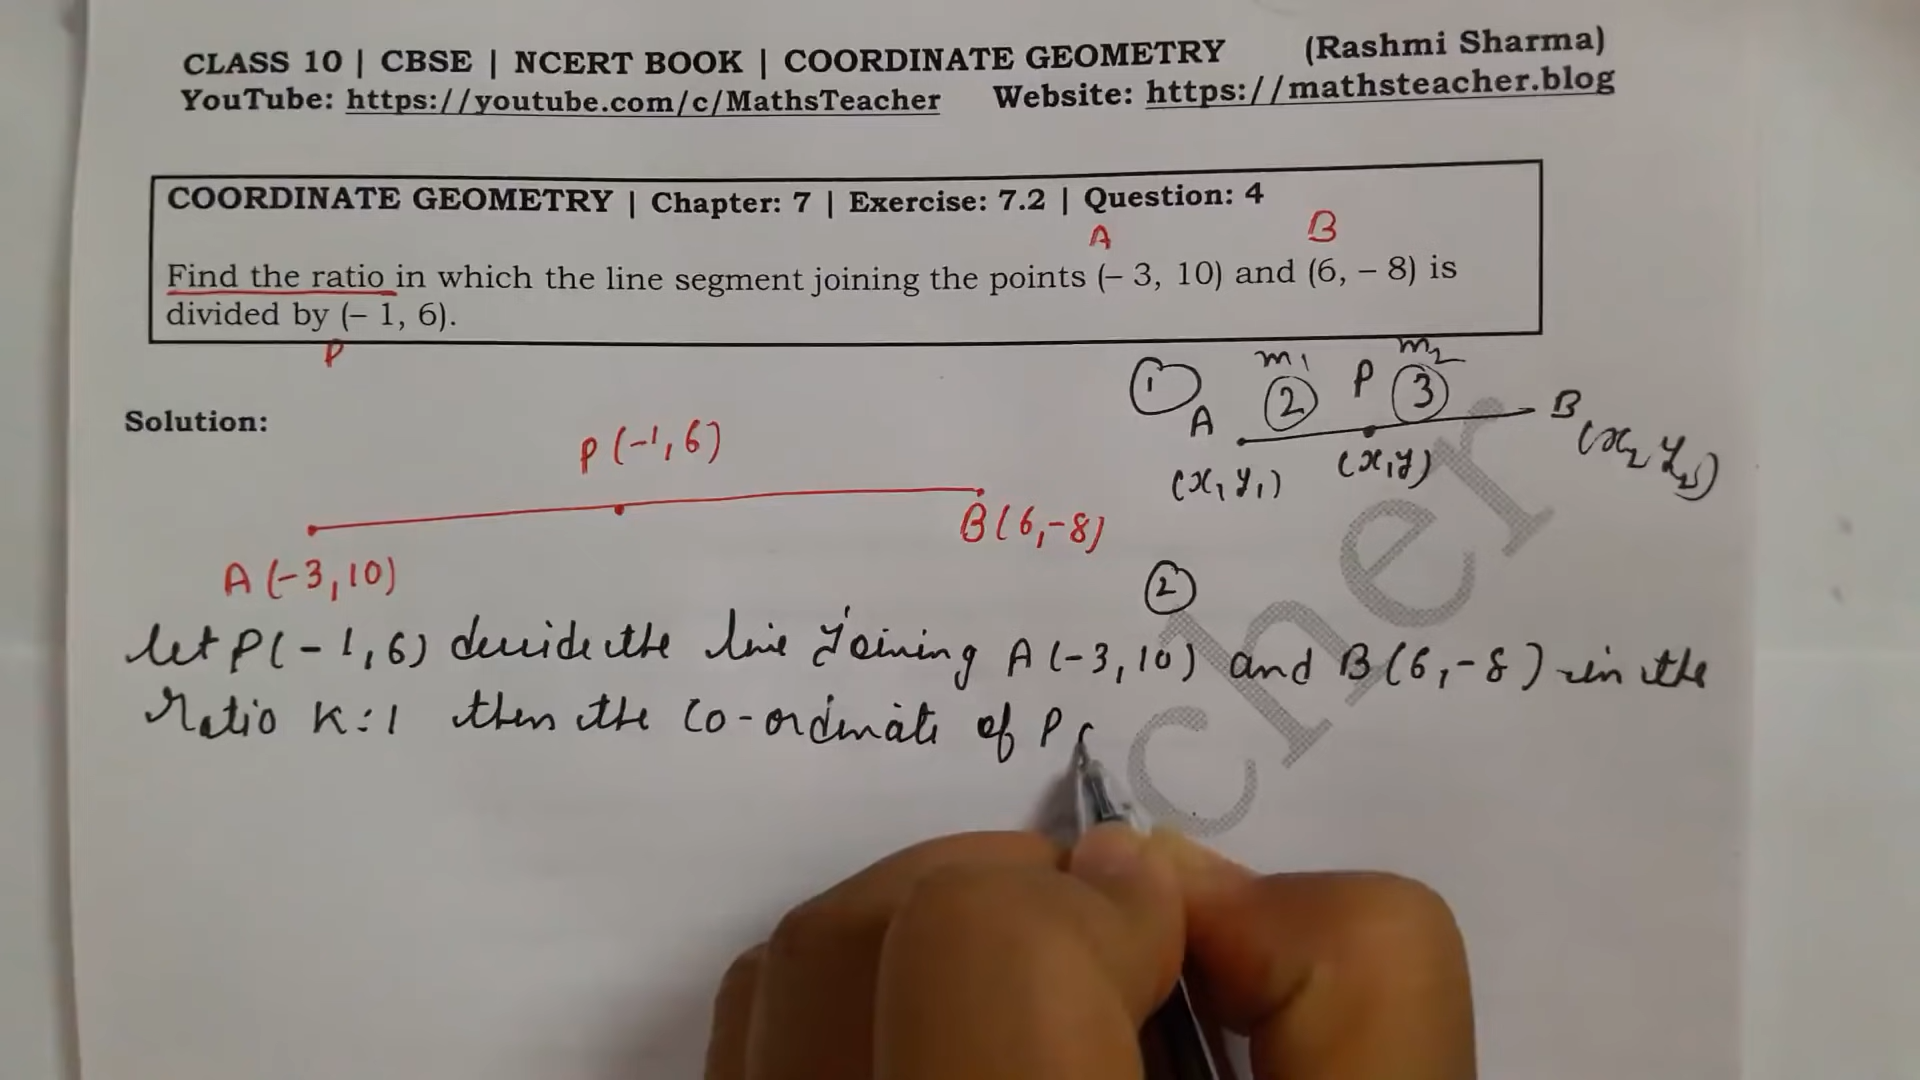 CLASS 10 | CBSE | NCERT BOOK | COORDINATE GEOMETRY (Rashmi Sharma)
YouTube: https://youtube.com/c/MathsTeacher Website: https://mathsteacher.blog
COORDINATE GEOMETRY | Chapter: 7 | Exercise: 7.2 | Question: 4
A B
Find the ratio in which the line segment joining the points (– 3, 10) and (6, – 8) is
divided by (– 1, 6).
P
m₁ m₂
① A ② P ③ B
(x₁ y₁) (x,y) (x₂ y₂)
Solution:
P(-1,6)
A(-3,10) B(6,-8)
②
let P(-1,6) devide the line joining A(-3,10) and B(6,-8) in the
Ratio K:1 then the co-ordinate of P
cher